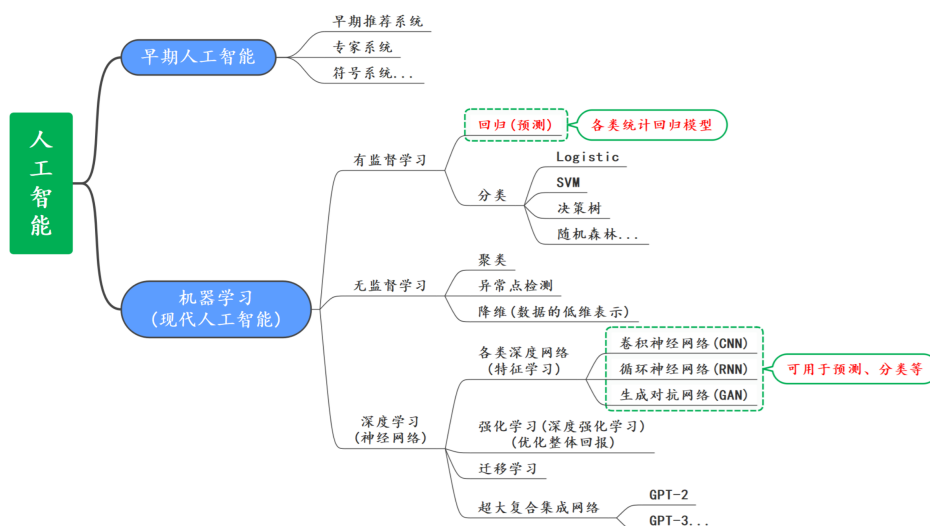 人工智能
早期人工智能
早期推荐系统
专家系统
符号系统...
机器学习
(现代人工智能)
有监督学习
回归(预测)
各类统计回归模型
分类
Logistic
SVM
决策树
随机森林...
无监督学习
聚类
异常点检测
降维(数据的低维表示)
深度学习
(神经网络)
各类深度网络
(特征学习)
卷积神经网络(CNN)
循环神经网络(RNN)
生成对抗网络(GAN)
可用于预测、分类等
强化学习(深度强化学习)
(优化整体回报)
迁移学习
超大复合集成网络
GPT-2
GPT-3...